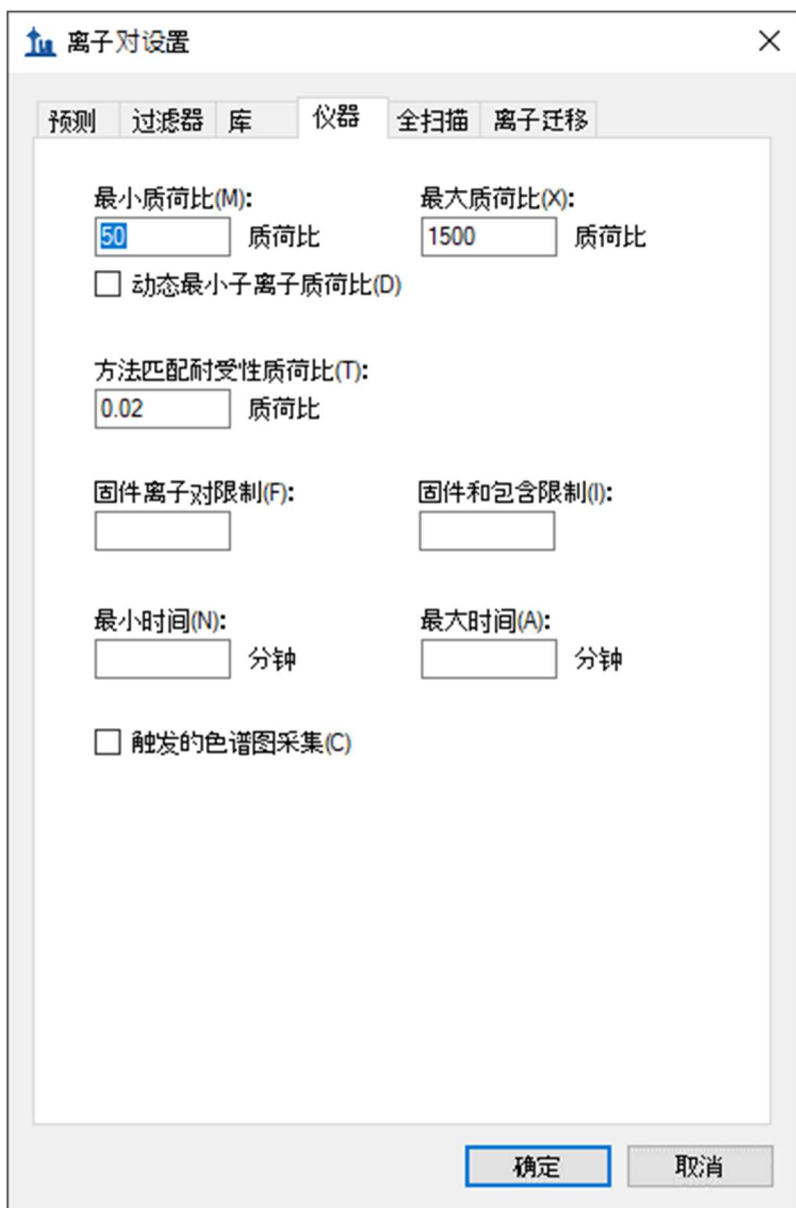 离子对设置
预测 过滤器 库 仪器 全扫描 离子迁移
最小质荷比(M): 最大质荷比(X):
50 质荷比 1500 质荷比
动态最小子离子质荷比(D)
方法匹配耐受性质荷比(T):
0.02 质荷比
固件离子对限制(F): 固件和包含限制(I):
最小时间(N): 最大时间(A):
分钟 分钟
触发的色谱图采集(C)
确定 取消